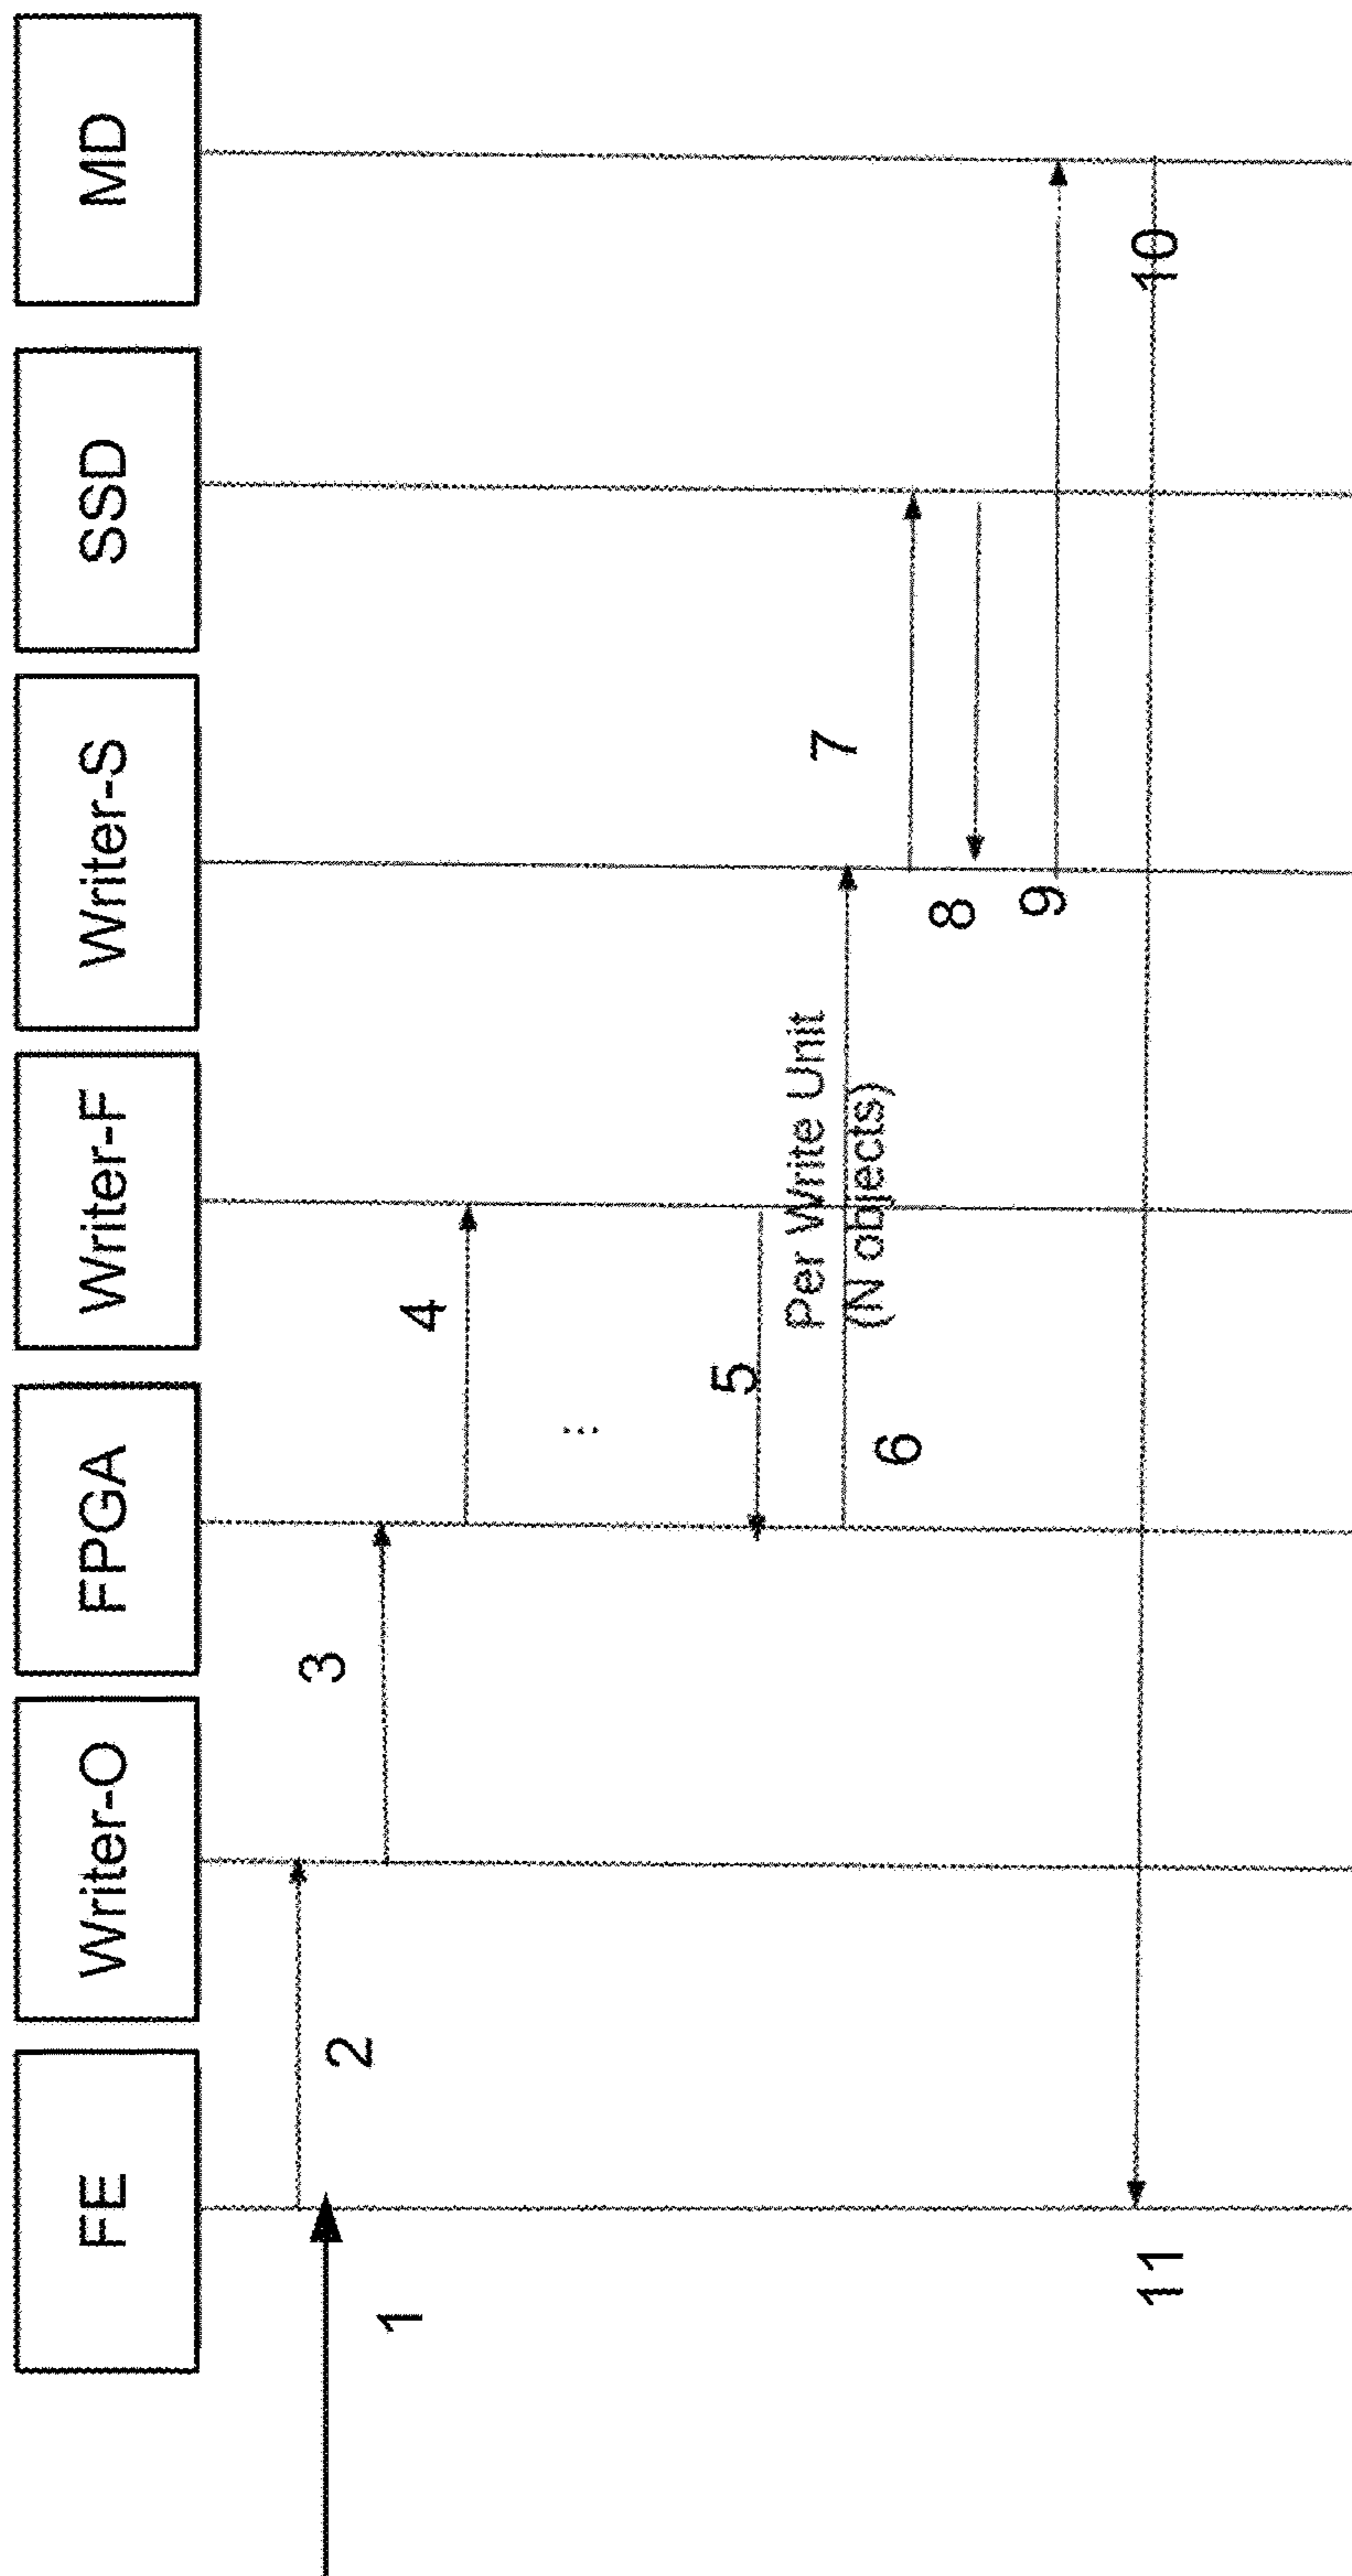 FE
Writer-O
FPGA
Writer-F
Writer-S
SSD
MD
1
2
3
4
...
5
Per Write Unit
(N objects)
6
7
8
9
10
11